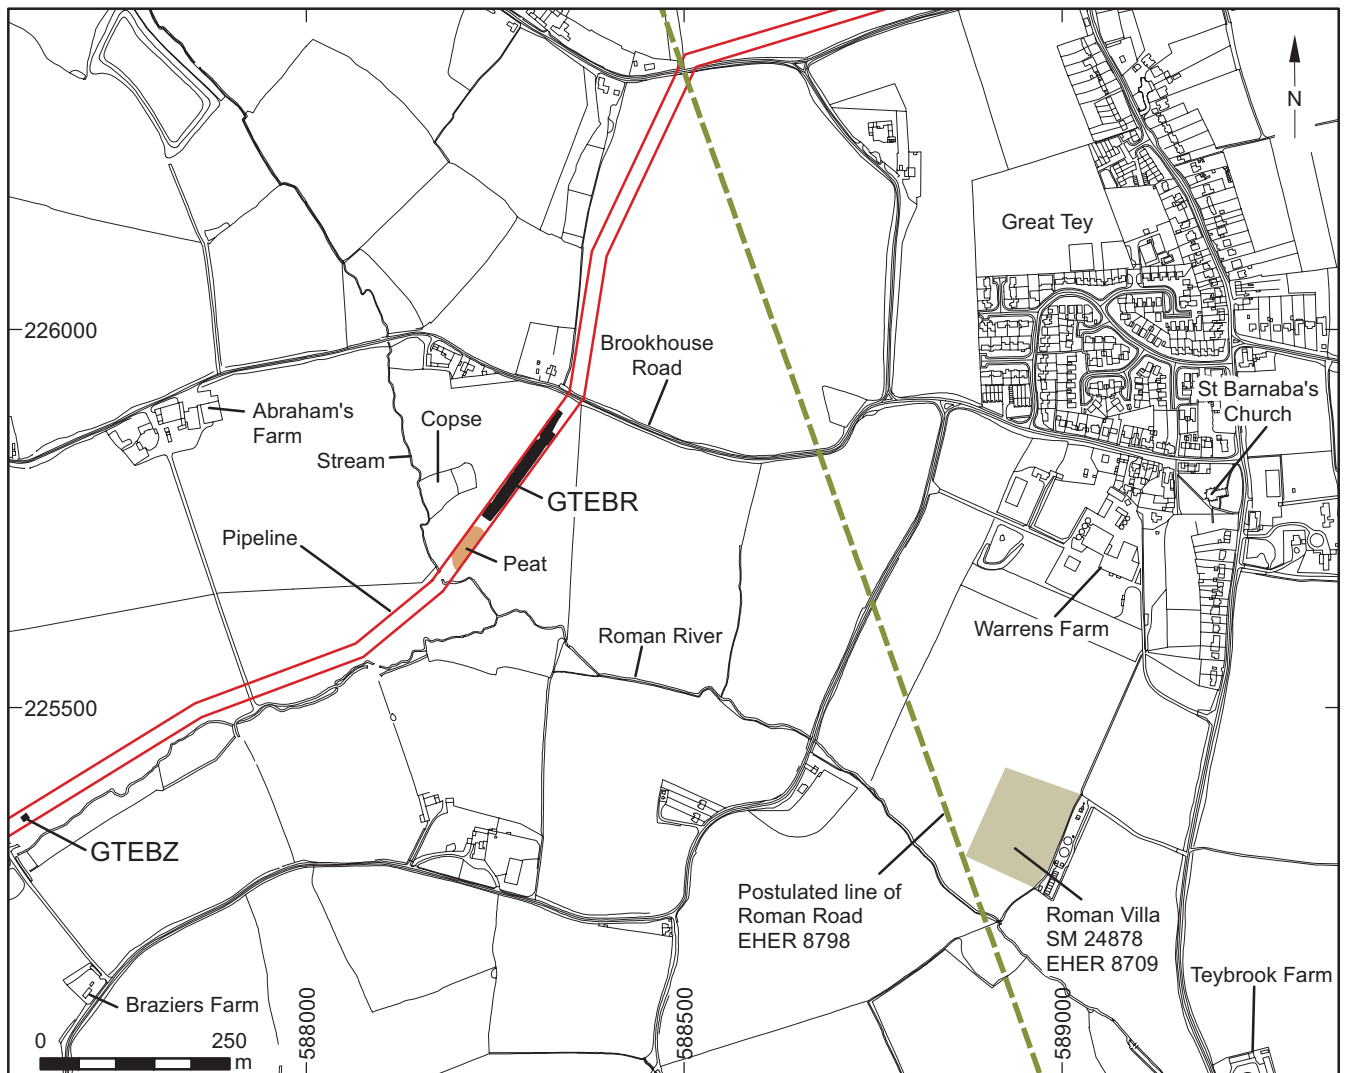 N
Great Tey
226000
Brookhouse
Road
St Barnaba's
Church
Abraham's
Farm
Copse
Stream
GTEBR
Pipeline
Peat
Warrens Farm
Roman River
225500
GTEBZ
Postulated line of
Roman Road
EHER 8798
Roman Villa
SM 24878
EHER 8709
Teybrook Farm
Braziers Farm
588000
588500
589000
0 250
m